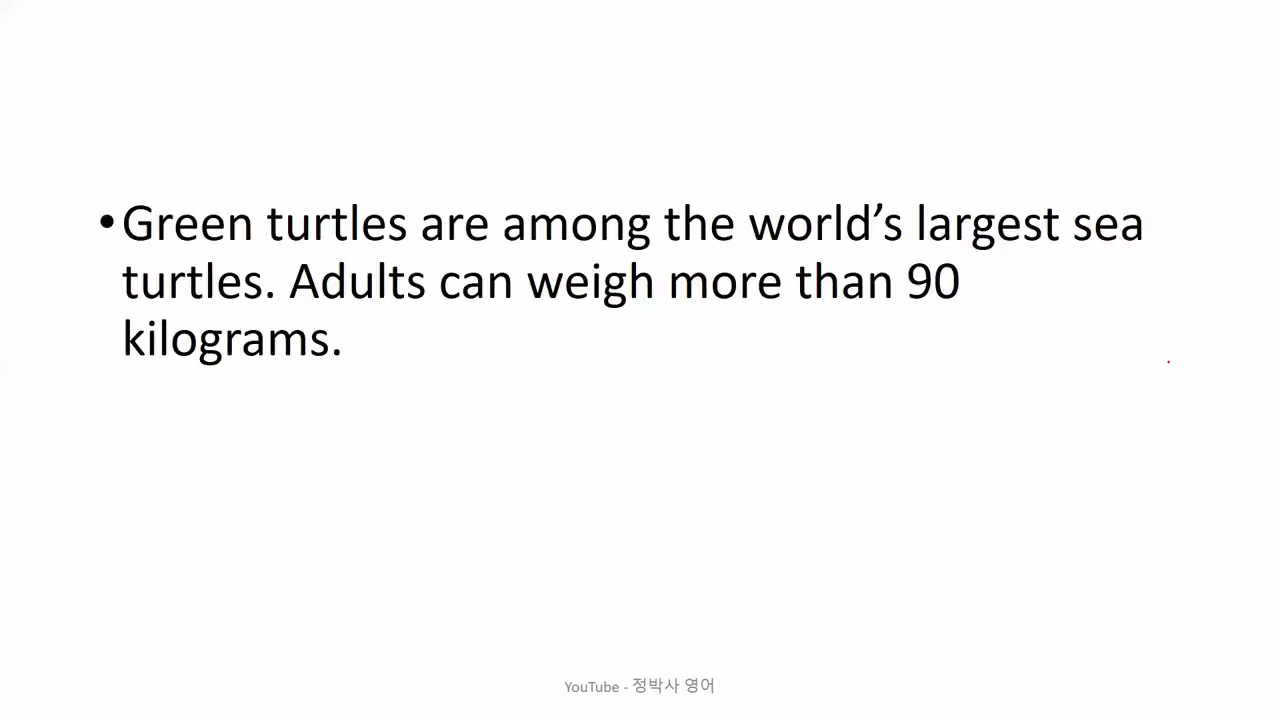 •Green turtles are among the world’s largest sea
turtles. Adults can weigh more than 90
kilograms.
YouTube - 정박사 영어